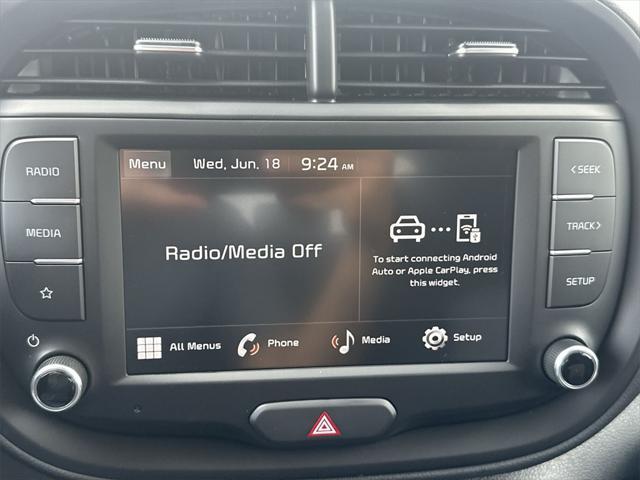 Menu Wed, Jun. 18 9:24 AM
RADIO
MEDIA
Radio/Media Off
To start connecting Android
Auto or Apple CarPlay, press
this widget.
< SEEK
TRACK >
SETUP
All Menus Phone Media Setup